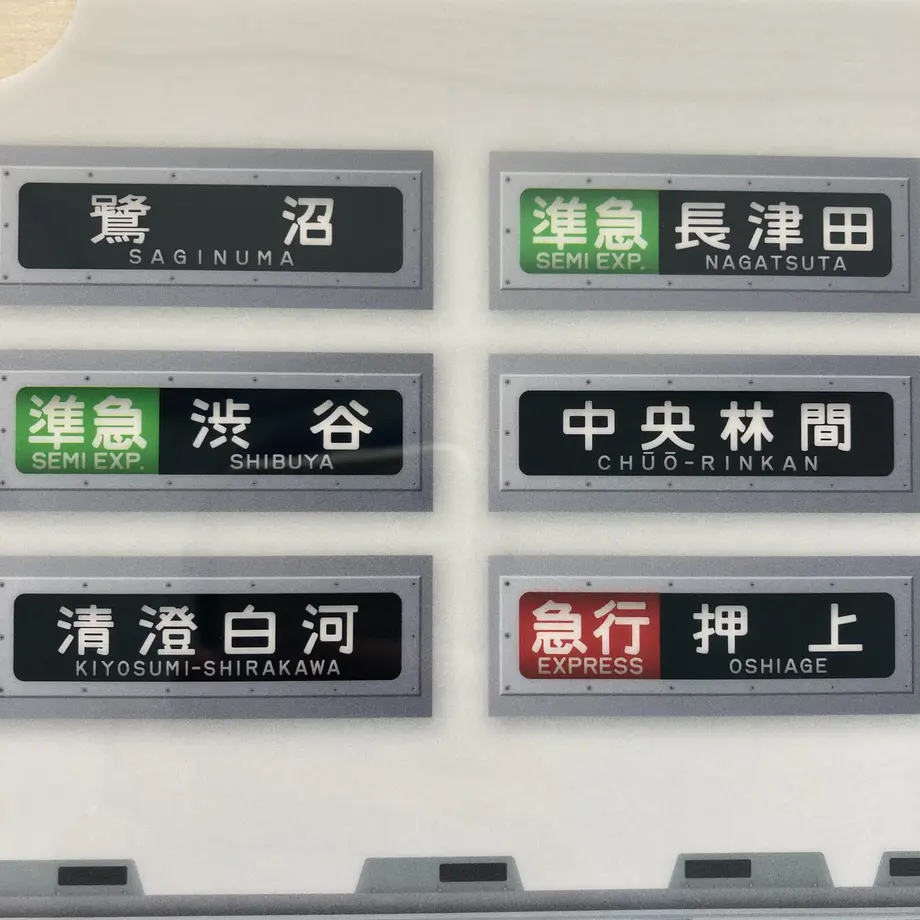 鷺沼
SAGINUMA
準急 長津田
SEMI EXP. NAGATSUTA
準急 渋谷
SEMI EXP. SHIBUYA
中央林間
CHŪŌ-RINKAN
清澄白河
KIYOSUMI-SHIRAKAWA
急行 押上
EXPRESS OSHIAGE